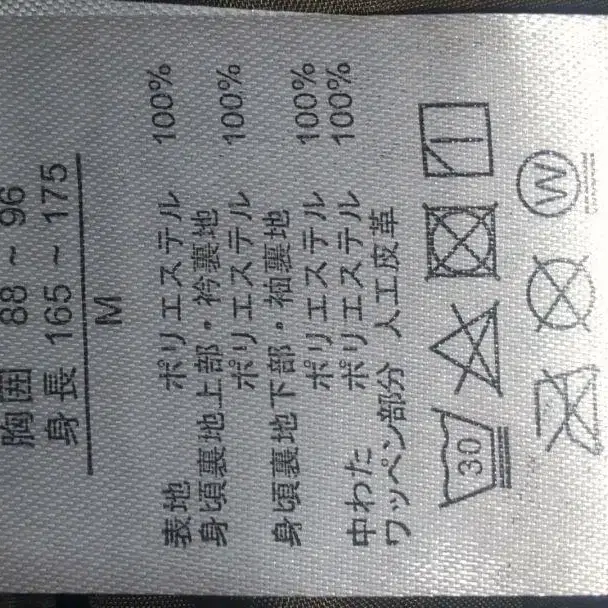 胸囲 88～96
身長 165～175
M
表地 ポリエステル 100%
身頃裏地上部・衿裏地
ポリエステル 100%
身頃裏地下部・袖裏地
ポリエステル 100%
中わた ポリエステル 100%
ワッペン部分 人工皮革
30
W